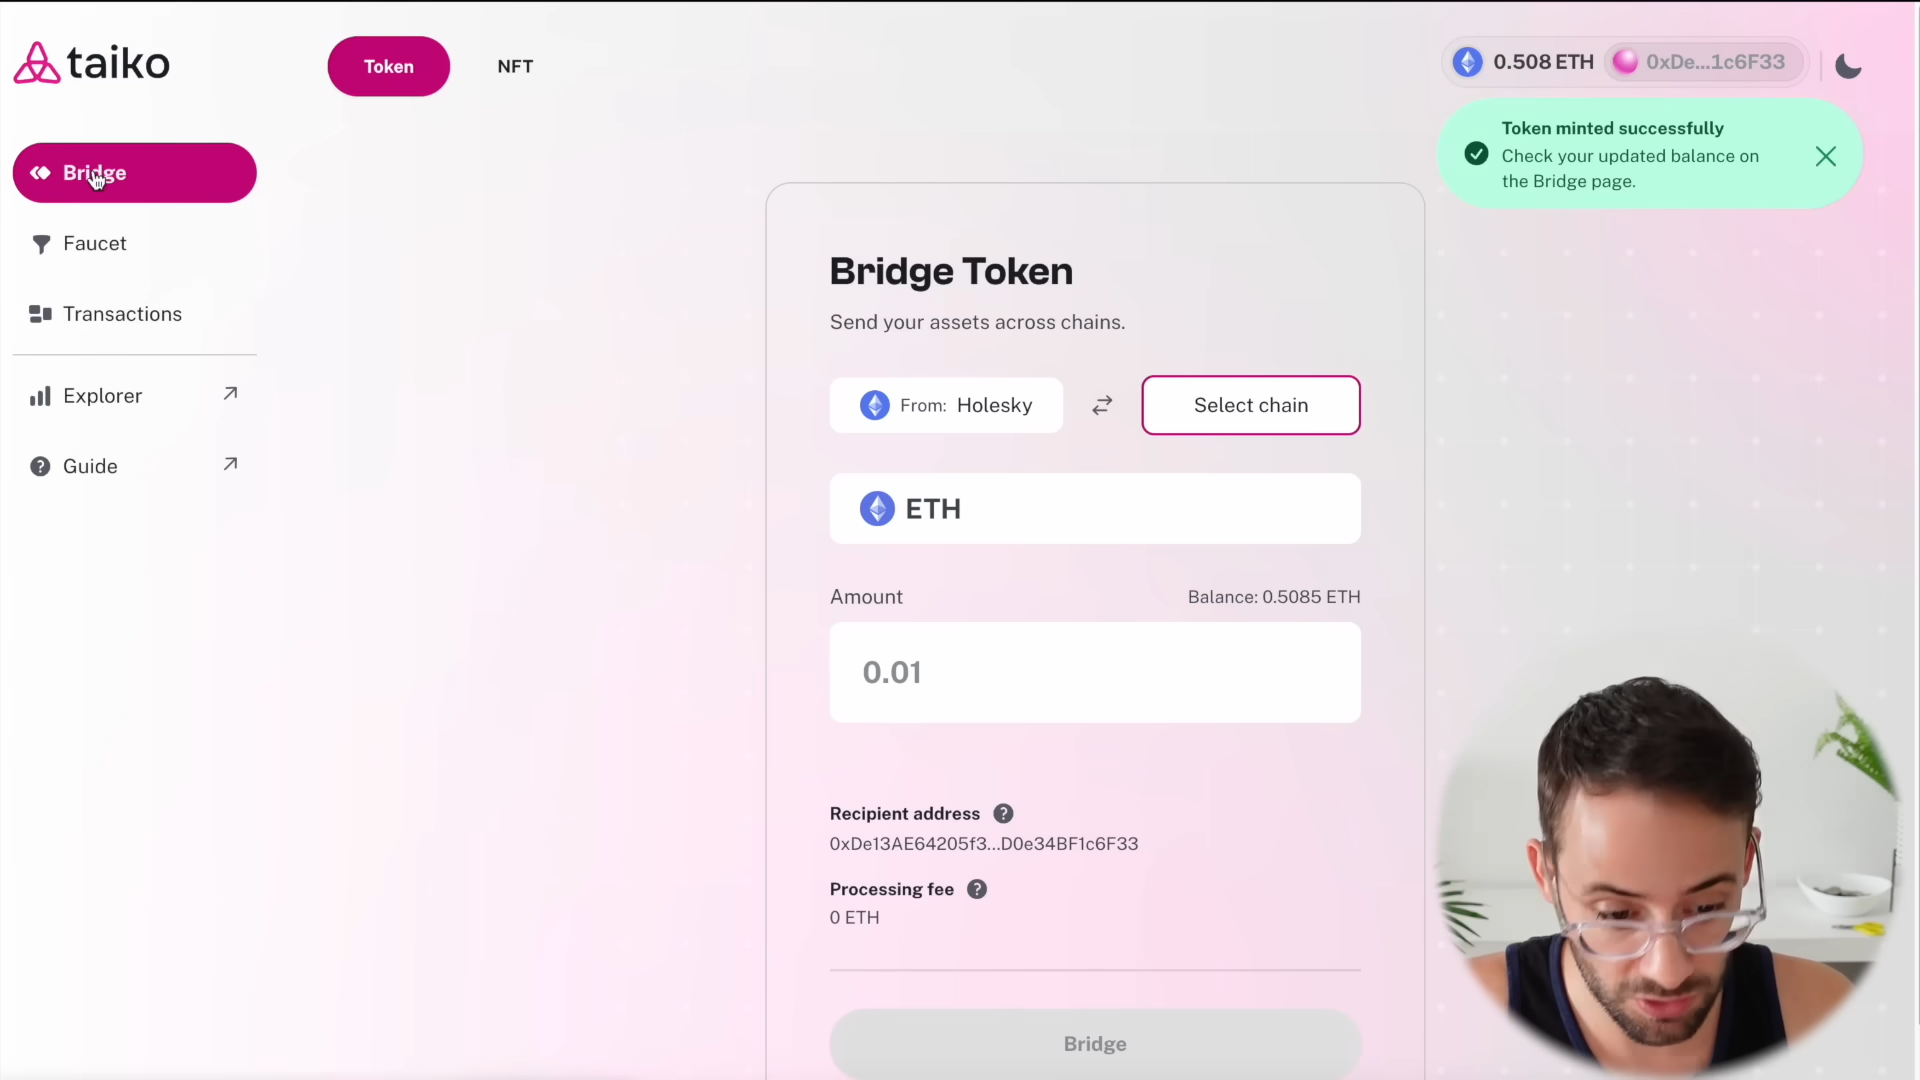 taiko
Token
NFT
0.508 ETH
0xDe...1c6F33
Token minted successfully
Check your updated balance on
the Bridge page.
Bridge
Faucet
Transactions
Explorer
Guide
Bridge Token
Send your assets across chains.
From: Holesky
Select chain
ETH
Amount
Balance: 0.5085 ETH
0.01
Recipient address ?
0xDe13AE64205f3...D0e34BF1c6F33
Processing fee ?
0 ETH
Bridge